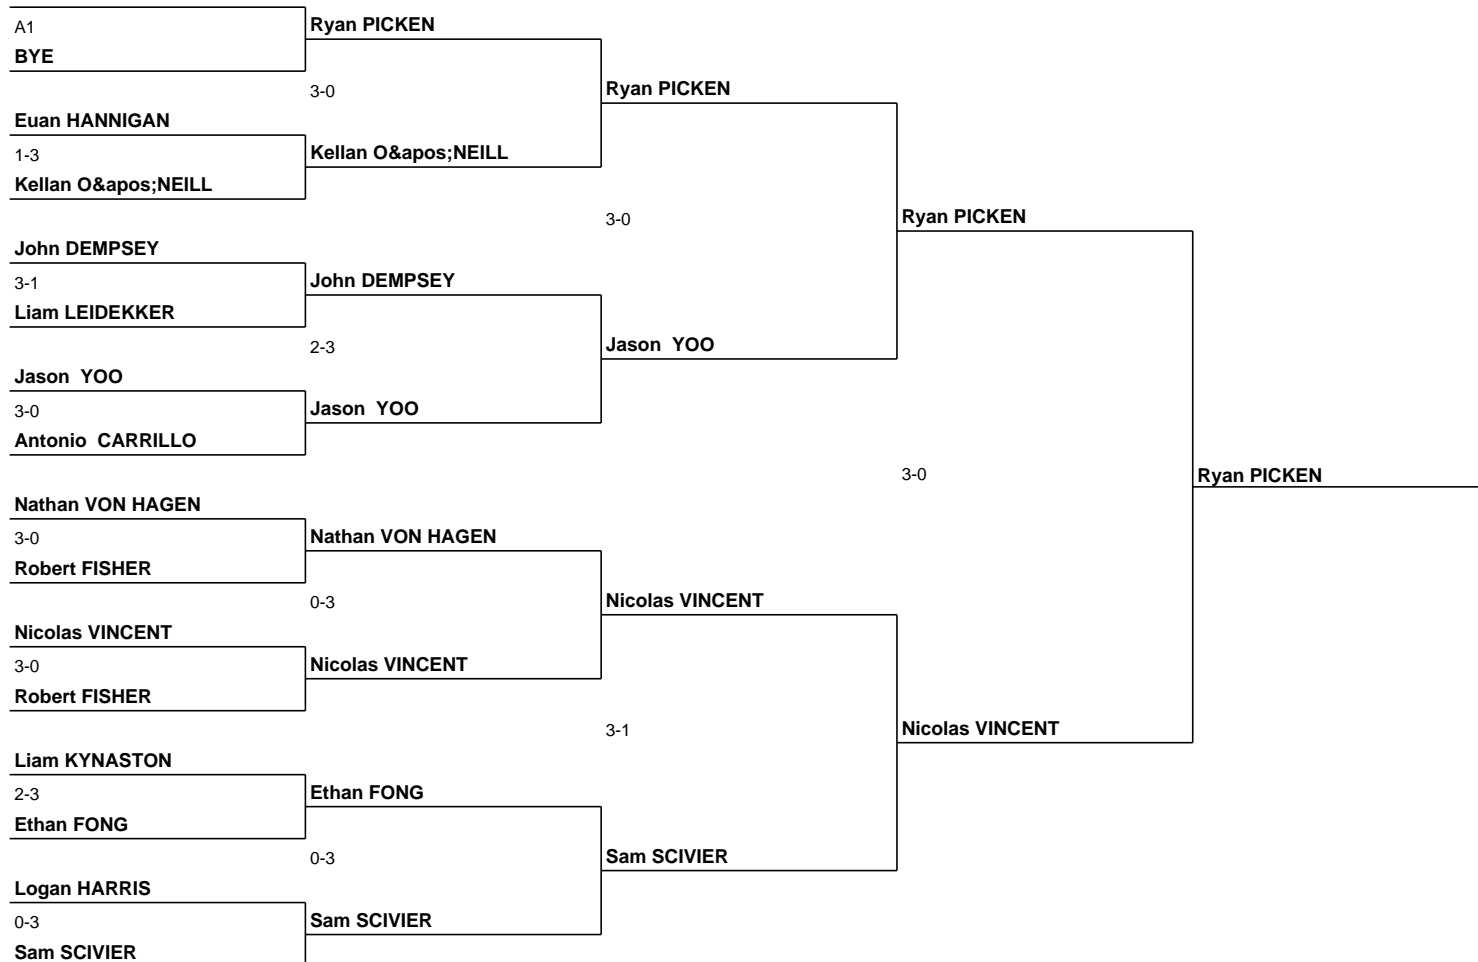 A1
BYE
Ryan PICKEN
3-0
Ryan PICKEN
Euan HANNIGAN
1-3
Kellan O&apos;NEILL
Kellan O&apos;NEILL
3-0
Ryan PICKEN
John DEMPSEY
3-1
Liam LEIDEKKER
John DEMPSEY
2-3
Jason  YOO
Jason  YOO
3-0
Antonio  CARRILLO
Jason  YOO
3-0
Ryan PICKEN
Nathan VON HAGEN
3-0
Robert FISHER
Nathan VON HAGEN
0-3
Nicolas VINCENT
Nicolas VINCENT
3-0
Robert FISHER
Nicolas VINCENT
3-1
Nicolas VINCENT
Liam KYNASTON
2-3
Ethan FONG
Ethan FONG
0-3
Sam SCIVIER
Logan HARRIS
0-3
Sam SCIVIER
Sam SCIVIER